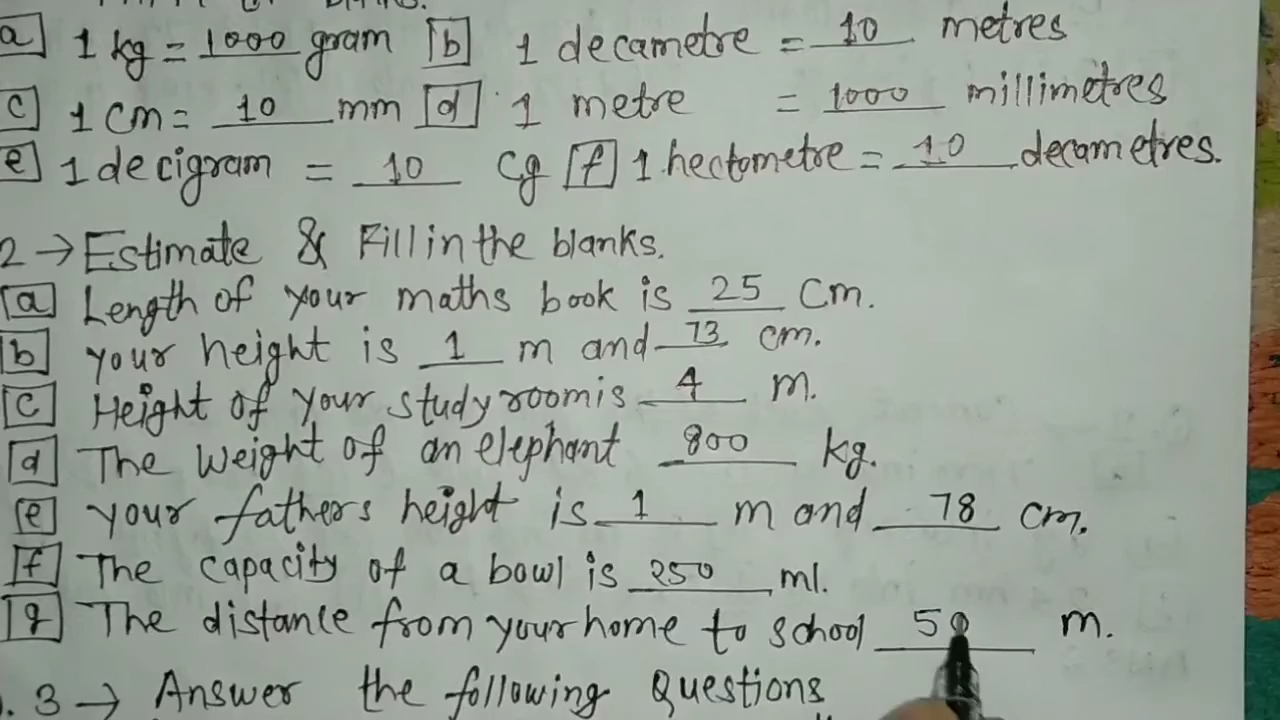 a 1 kg = 1000 gram b 1 decametre = 10 metres
c 1 cm = 10 mm d 1 metre = 1000 millimetres
e 1 decigram = 10 cg f 1 hectometre = 10 decametres.
2 → Estimate & Fill in the blanks.
a Length of your maths book is 25 cm.
b your height is 1 m and 73 cm.
c Height of your study room is 4 m.
d The weight of an elephant 800 kg.
e your fathers height is 1 m and 78 cm.
f The capacity of a bowl is 250 ml.
g The distance from your home to school 50 m.
. 3 → Answer the following Questions